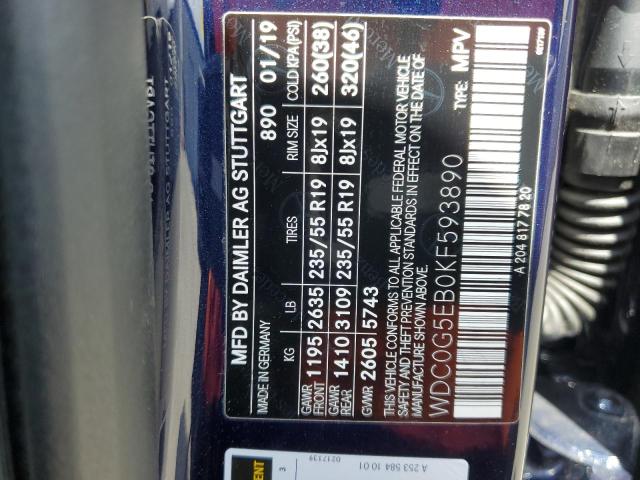 MFD BY DAIMLER AG STUTTGART
MADE IN GERMANY 890 01/19
KG LB TIRES RIM SIZE COLD KPA(PSI)
GAWR FRONT 1195 2635 235/55 R19 8Jx19 260(38)
GAWR REAR 1410 3109 235/55 R19 8Jx19 320(46)
GVWR 2605 5743
THIS VEHICLE CONFORMS TO ALL APPLICABLE FEDERAL MOTOR VEHICLE
SAFETY AND THEFT PREVENTION STANDARDS IN EFFECT ON THE DATE OF
MANUFACTURE SHOWN ABOVE.
WDC0G5EB0KF593890 TYPE: MPV
A 204 817 78 20
3
0217139
A 253 584 10 01